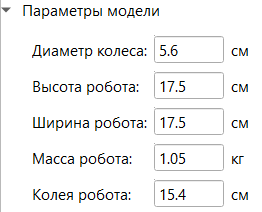 Параметры модели
Диаметр колеса: 5.6 см
Высота робота: 17.5 см
Ширина робота: 17.5 см
Масса робота: 1.05 кг
Колея робота: 15.4 см